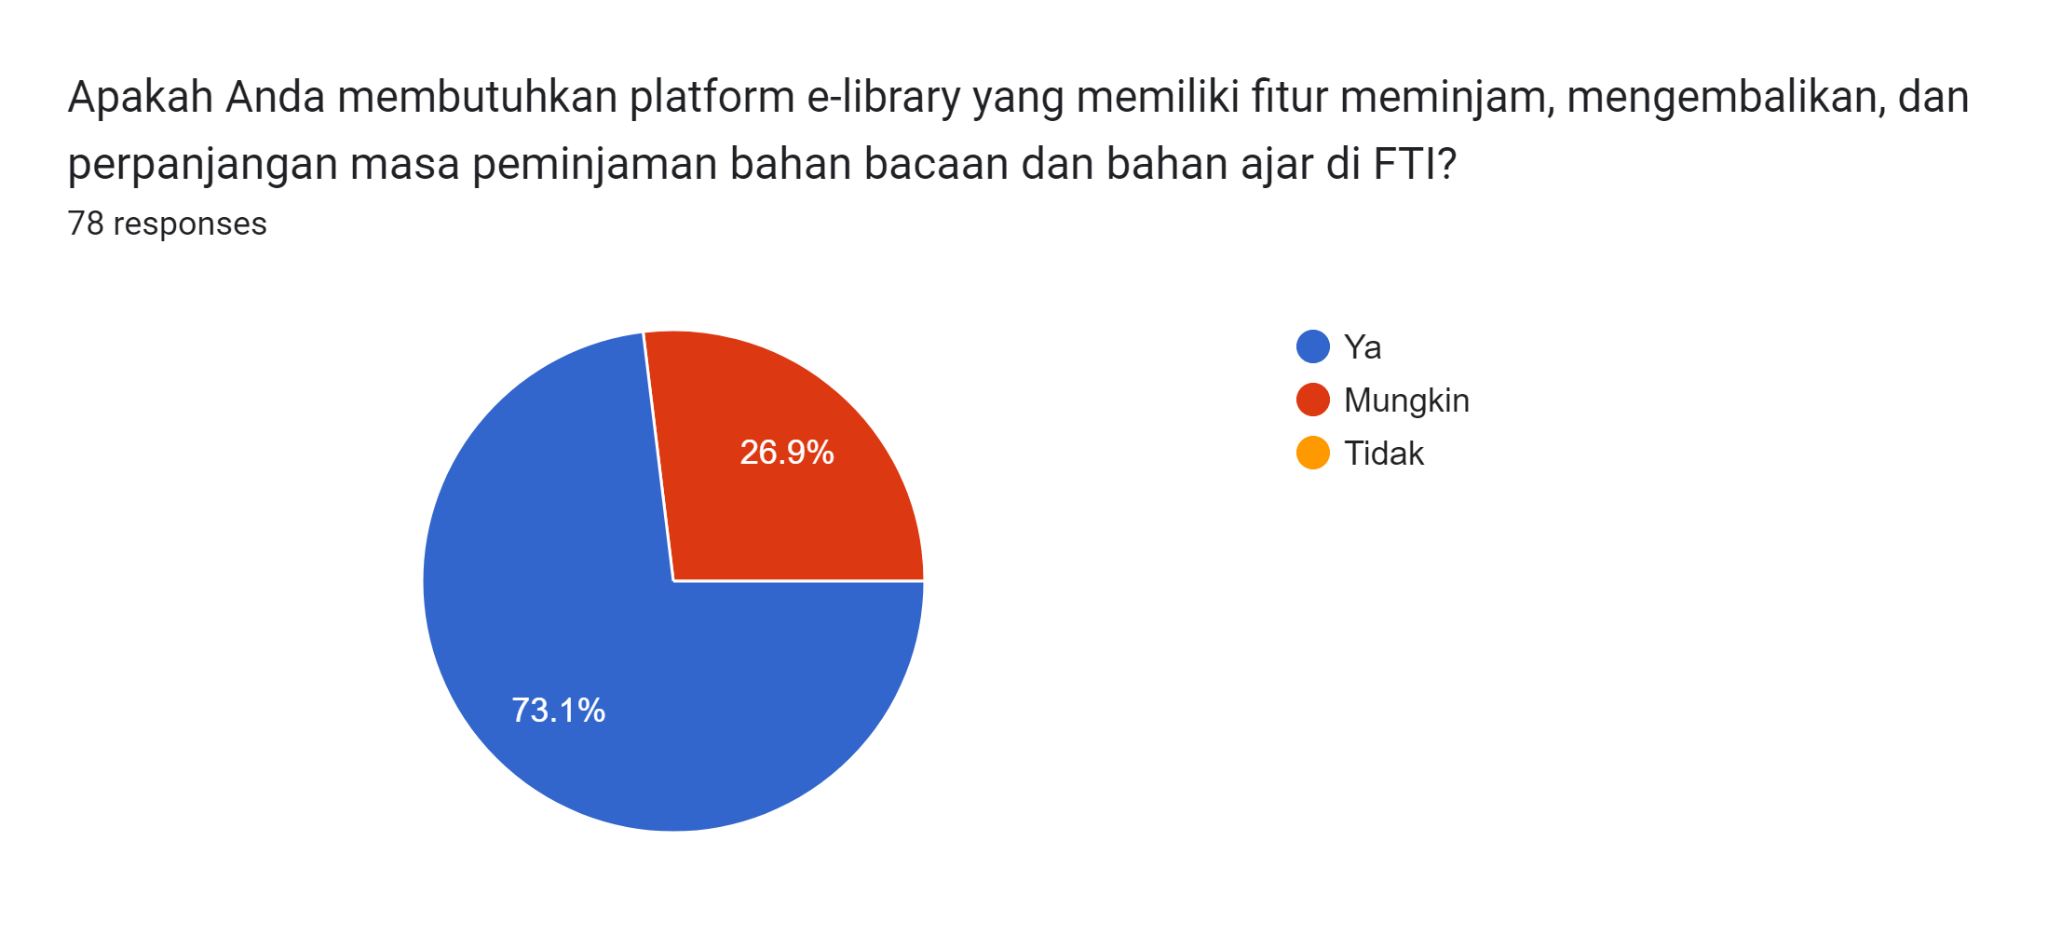 Apakah Anda membutuhkan platform e-library yang memiliki fitur meminjam, mengembalikan, dan
perpanjangan masa peminjaman bahan bacaan dan bahan ajar di FTI?
78 responses
Ya
Mungkin
Tidak
26.9%
73.1%